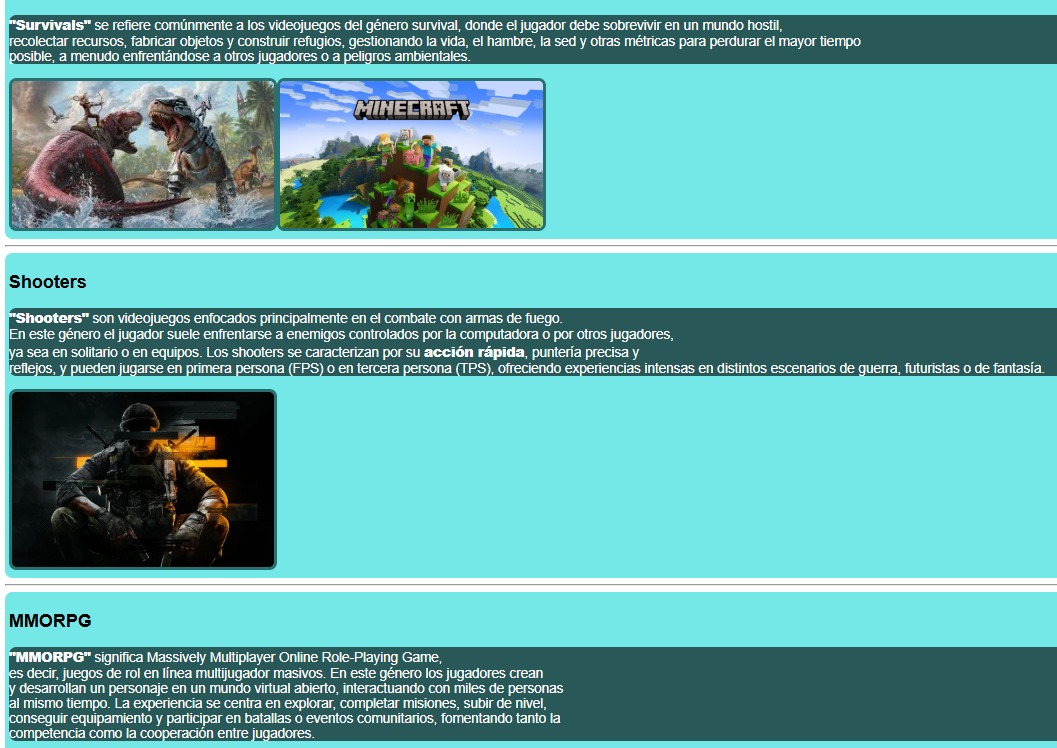 "Survivals" se refiere comúnmente a los videojuegos del género survival, donde el jugador debe sobrevivir en un mundo hostil,
recolectar recursos, fabricar objetos y construir refugios, gestionando la vida, el hambre, la sed y otras métricas para perdurar el mayor tiempo
posible, a menudo enfrentándose a otros jugadores o a peligros ambientales.
MINECRAFT
Shooters
"Shooters" son videojuegos enfocados principalmente en el combate con armas de fuego.
En este género el jugador suele enfrentarse a enemigos controlados por la computadora o por otros jugadores,
ya sea en solitario o en equipos. Los shooters se caracterizan por su acción rápida, puntería precisa y
reflejos, y pueden jugarse en primera persona (FPS) o en tercera persona (TPS), ofreciendo experiencias intensas en distintos escenarios de guerra, futuristas o de fantasía.
MMORPG
"MMORPG" significa Massively Multiplayer Online Role-Playing Game,
es decir, juegos de rol en línea multijugador masivos. En este género los jugadores crean
y desarrollan un personaje en un mundo virtual abierto, interactuando con miles de personas
al mismo tiempo. La experiencia se centra en explorar, completar misiones, subir de nivel,
conseguir equipamiento y participar en batallas o eventos comunitarios, fomentando tanto la
competencia como la cooperación entre jugadores.